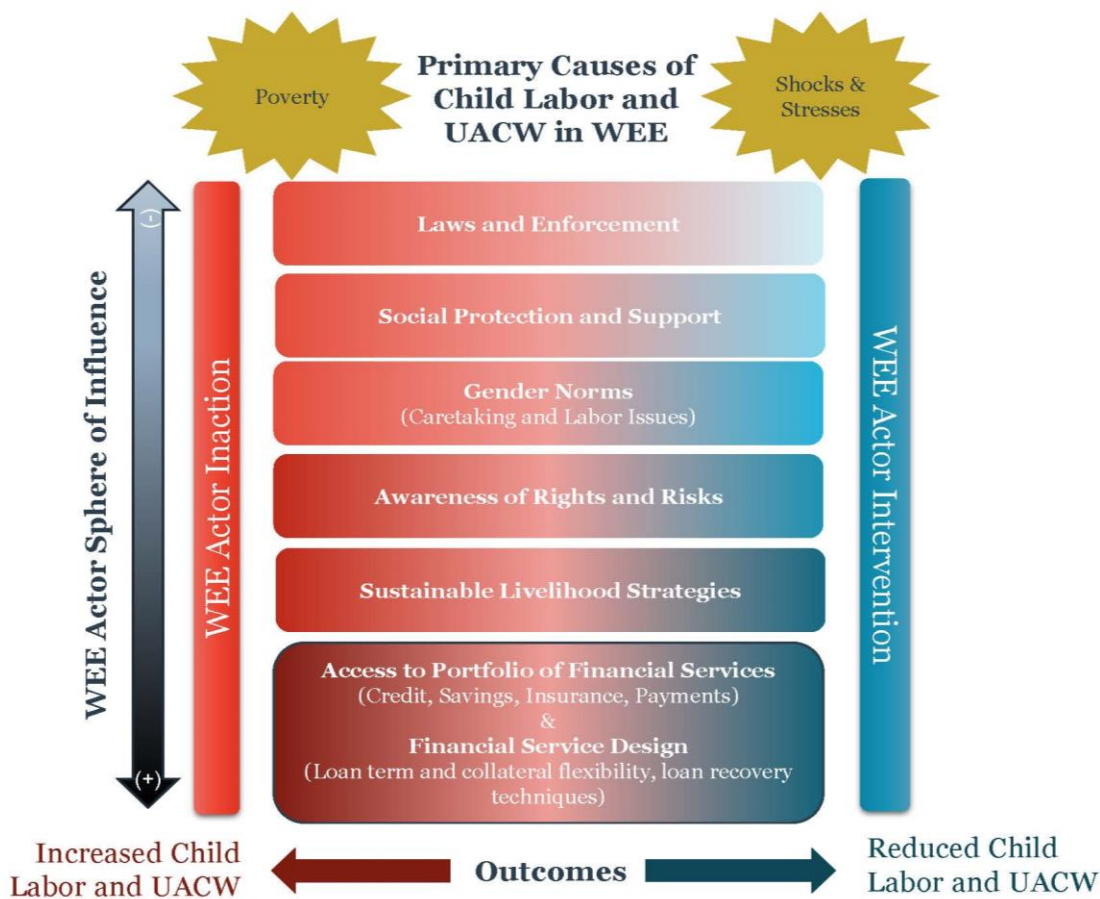 Poverty
Primary Causes of
Child Labor and
UACW in WEE
Shocks &
Stresses
WEE Actor Sphere of Influence
(-)
(+)
WEE Actor Inaction
Laws and Enforcement
Social Protection and Support
Gender Norms
(Caretaking and Labor Issues)
Awareness of Rights and Risks
Sustainable Livelihood Strategies
Access to Portfolio of Financial Services
(Credit, Savings, Insurance, Payments)
&
Financial Service Design
(Loan term and collateral flexibility, loan recovery
techniques)
WEE Actor Intervention
Increased Child
Labor and UACW
Outcomes
Reduced Child
Labor and UACW